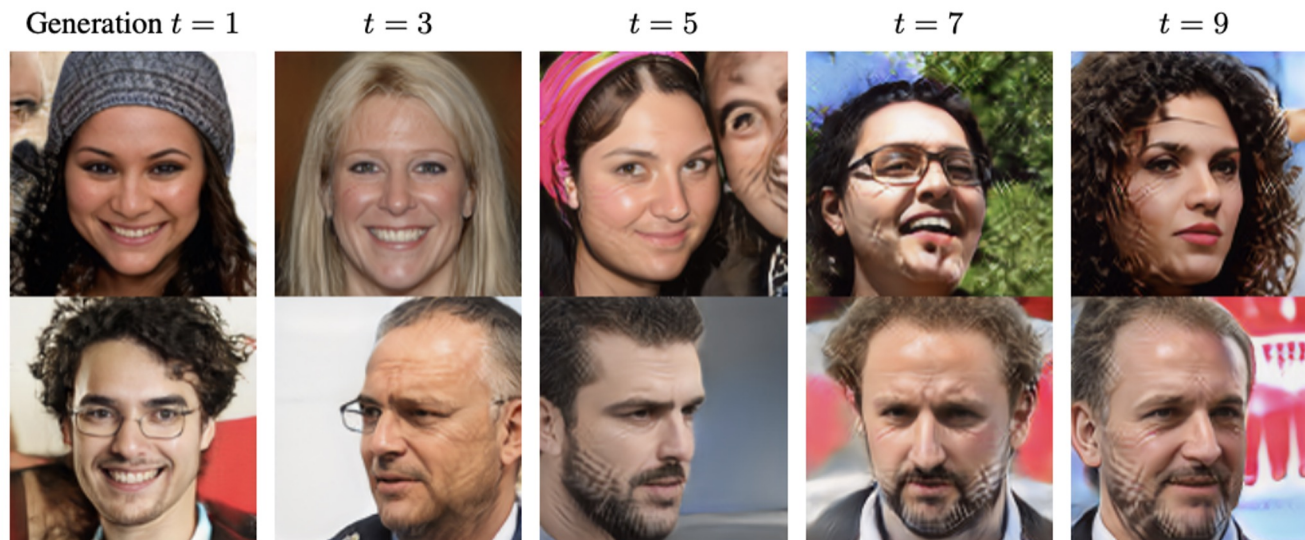 Generation t = 1 t = 3 t = 5 t = 7 t = 9